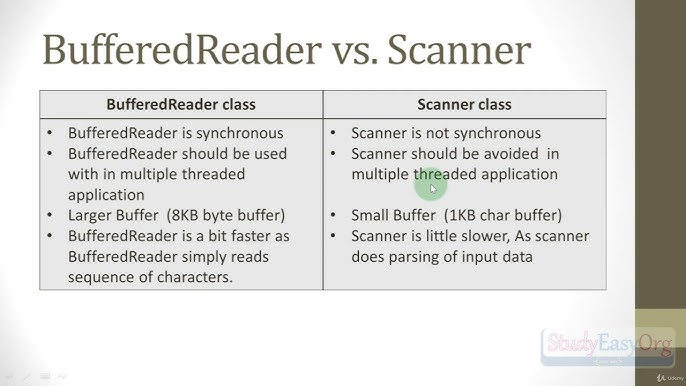 BufferedReader vs. Scanner
BufferedReader class
Scanner class
• BufferedReader is synchronous
• BufferedReader should be used
with in multiple threaded
application
• Larger Buffer (8KB byte buffer)
• BufferedReader is a bit faster as
BufferedReader simply reads
sequence of characters.
• Scanner is not synchronous
• Scanner should be avoided in
multiple threaded application
• Small Buffer (1KB char buffer)
• Scanner is little slower, As scanner
does parsing of input data
StudyEasyOrg
Udemy